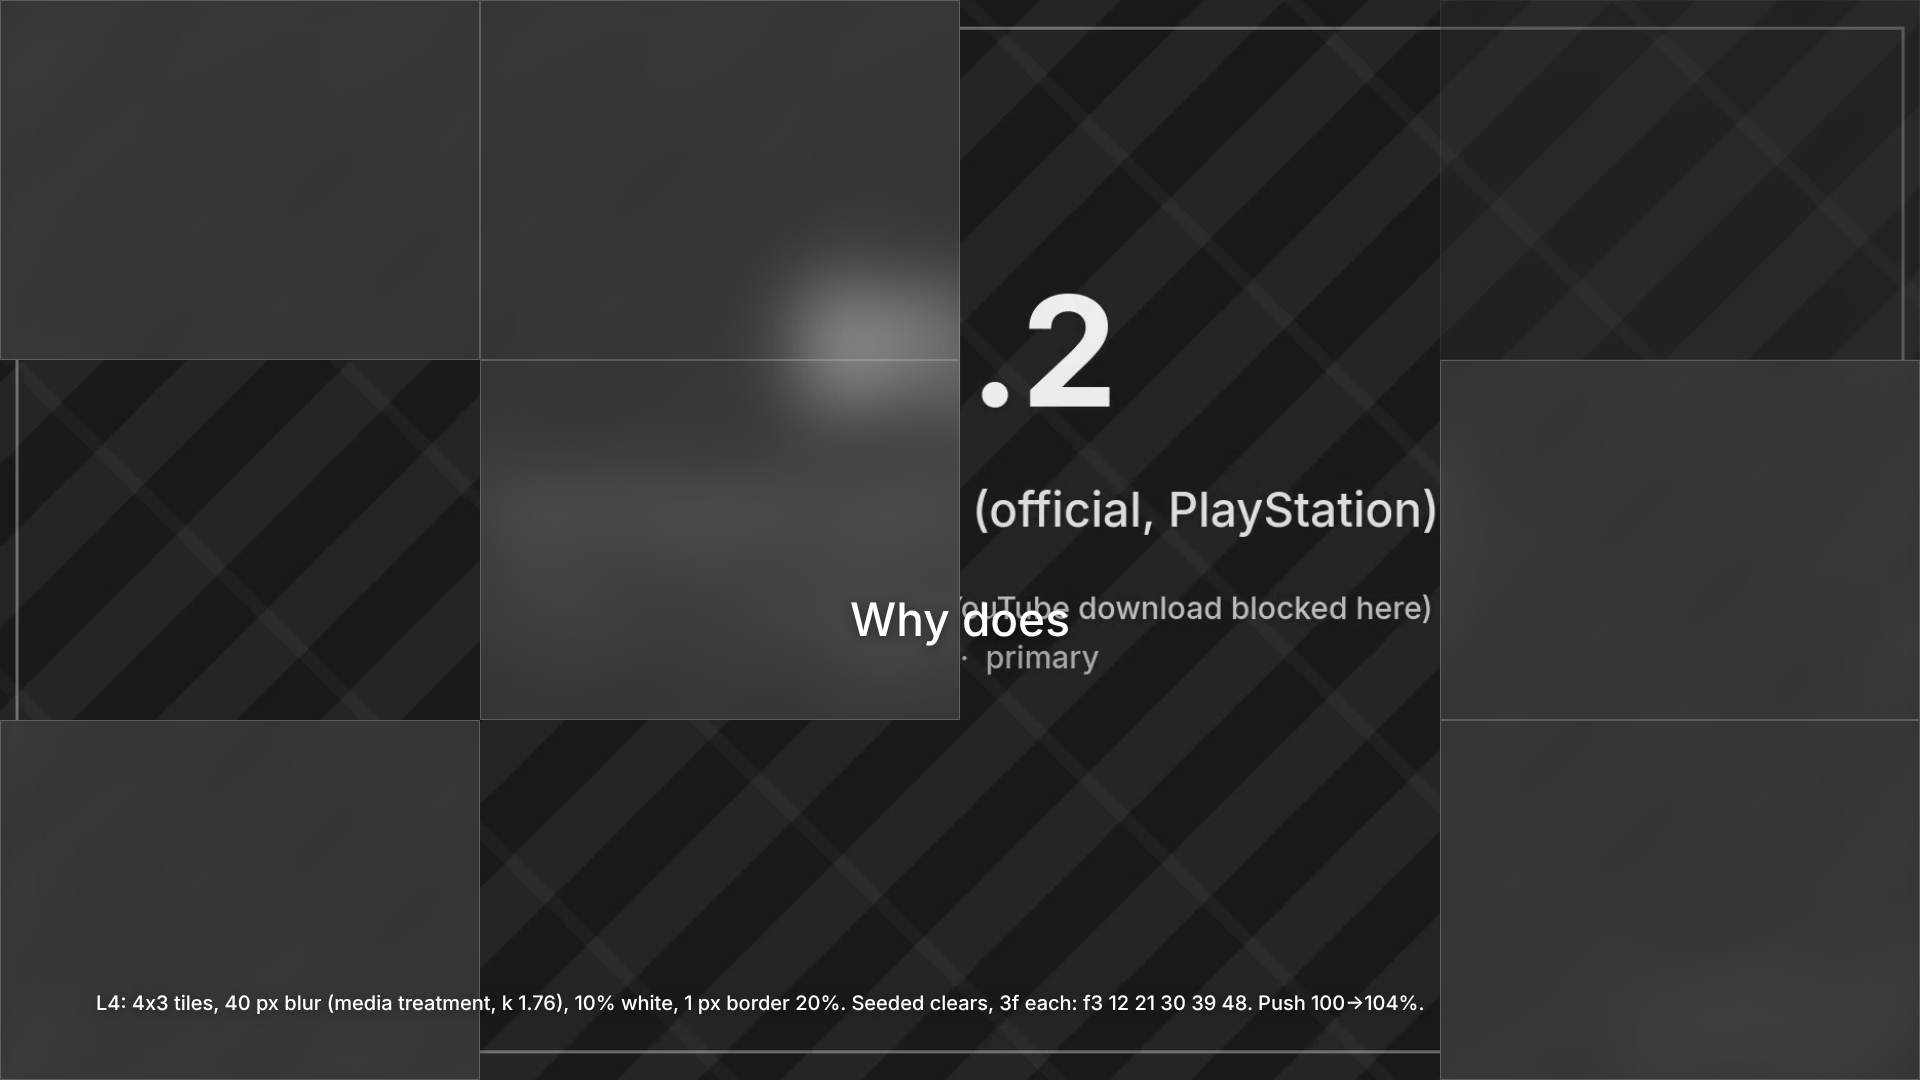 .2
(official, PlayStation)
YouTube download blocked here)
Why does
· primary
L4: 4x3 tiles, 40 px blur (media treatment, k 1.76), 10% white, 1 px border 20%. Seeded clears, 3f each: f3 12 21 30 39 48. Push 100→104%.